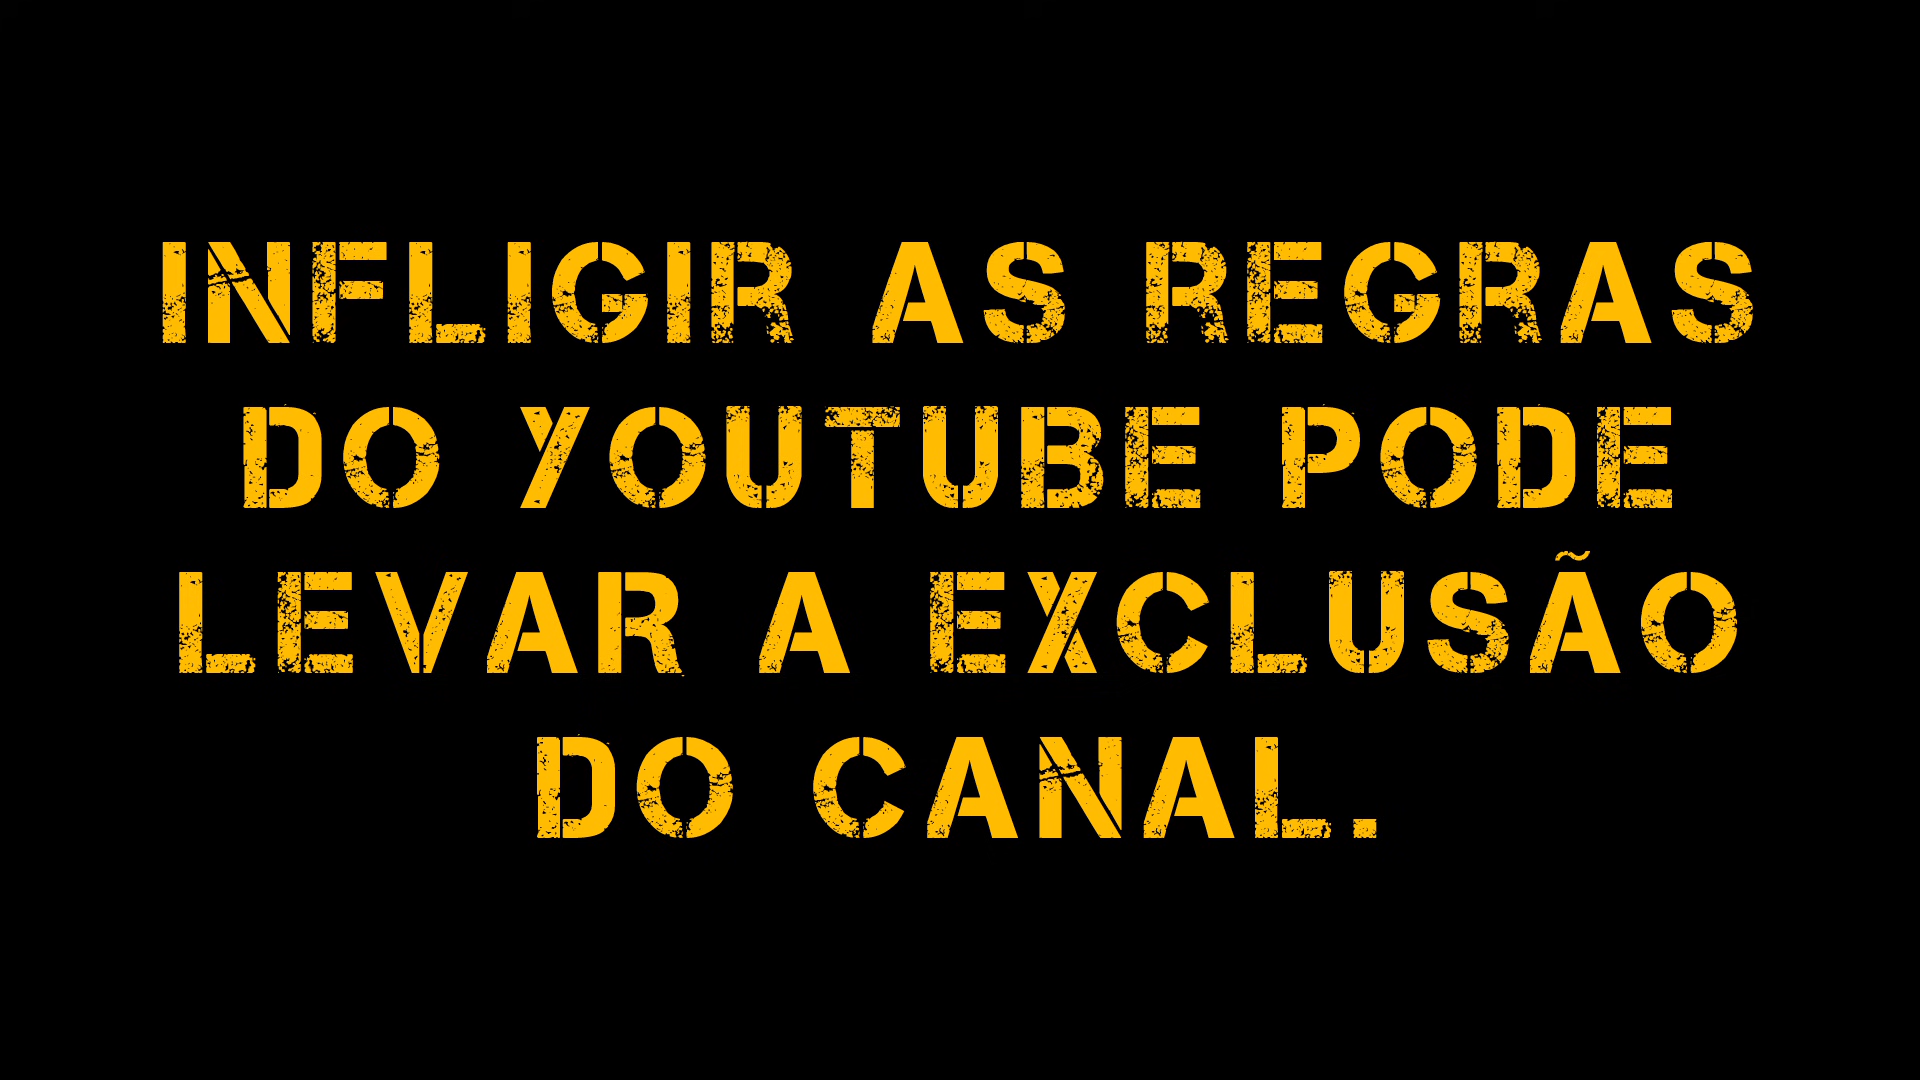 INFLIGIR AS REGRAS
DO YOUTUBE PODE
LEVAR A EXCLUSÃO
DO CANAL.